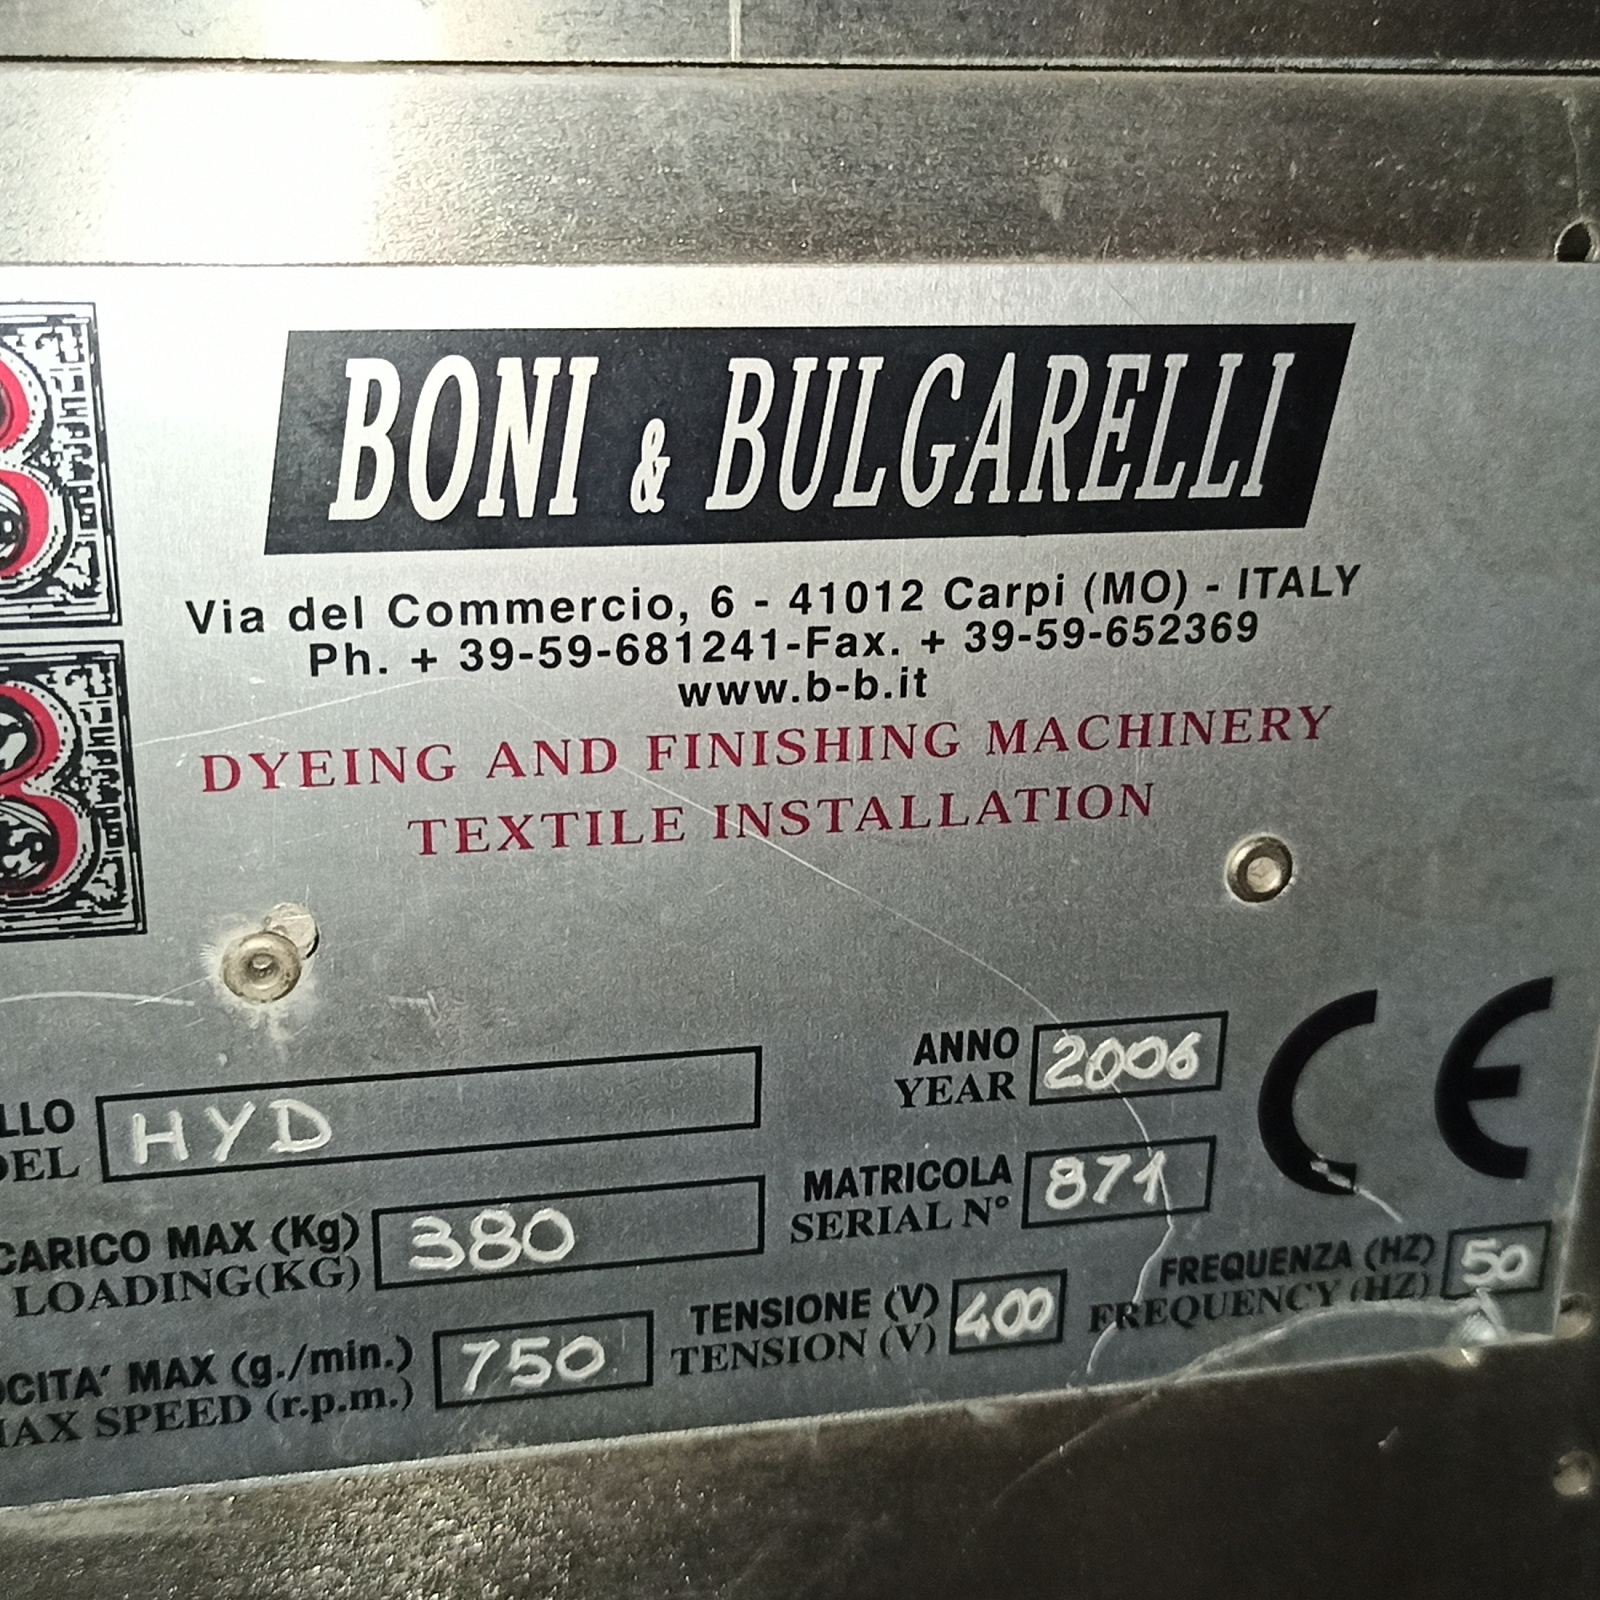 BONI & BULGARELLI
Via del Commercio, 6 - 41012 Carpi (MO) - ITALY
Ph. + 39-59-681241-Fax. + 39-59-652369
www.b-b.it
DYEING AND FINISHING MACHINERY
TEXTILE INSTALLATION
ANNO
YEAR 2006
CE
LLO
DEL HYD
MATRICOLA
SERIAL N° 871
CARICO MAX (Kg)
LOADING(KG) 380
FREQUENZA (HZ)
FREQUENCY (HZ) 50
TENSIONE (V)
TENSION (V) 400
OCITA' MAX (g./min.)
MAX SPEED (r.p.m.) 750